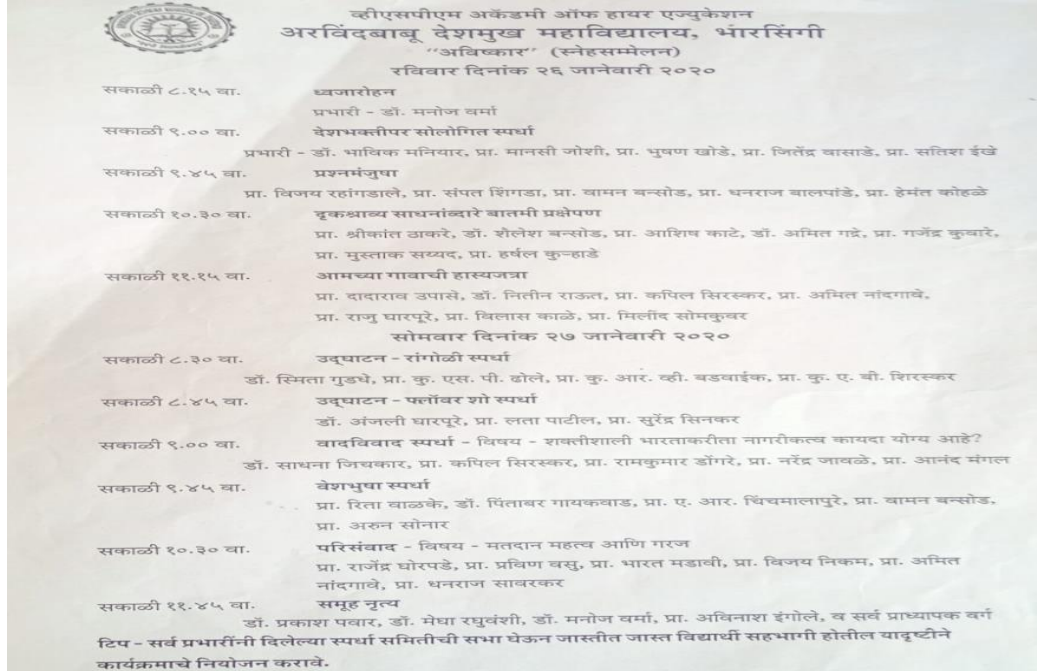 व्हीएसपीएम अकॅडमी ऑफ हायर एज्युकेशन
अरविंदबाबू देशमुख महाविद्यालय, भारसिंगी
"अविष्कार" (स्नेहसम्मेलन)
रविवार दिनांक २६ जानेवारी २०२०
सकाळी ८.१५ वा. ध्वजारोहन
प्रभारी - डॉ. मनोज वर्मा
सकाळी ९.०० वा. देशभक्तीपर सोलोगित स्पर्धा
प्रभारी - डॉ. भाविक मनियार, प्रा. मानसी जोशी, प्रा. भुषण खोडे, प्रा. जितेंद्र वासाडे, प्रा. सतिश ईखे
सकाळी ९.४५ वा. प्रश्नमंजुषा
प्रा. विजय रहांगडाले, प्रा. संपत शिंगडा, प्रा. वामन बन्सोड, प्रा. धनराज बालपांडे, प्रा. हेमंत कोहळे
सकाळी १०.३० वा. दृकश्राव्य साधनांव्दारे बातमी प्रक्षेपण
प्रा. श्रीकांत ठाकरे, डॉ. शैलेश बन्सोड, प्रा. आशिष काटे, डॉ. अमित गद्रे, प्रा. गजेंद्र कुवारे,
प्रा. मुस्ताक सय्यद, प्रा. हर्षल कुऱ्हाडे
सकाळी ११.१५ वा. आमच्या गावाची हास्यजत्रा
प्रा. दादाराव उपासे, डॉ. नितीन राऊत, प्रा. कपिल सिरस्कर, प्रा. अमित नांदगावे,
प्रा. राजु घारपूरे, प्रा. विलास काळे, प्रा. मिलींद सोमकुवर
सोमवार दिनांक २७ जानेवारी २०२०
सकाळी ८.३० वा. उद्‌घाटन - रांगोळी स्पर्धा
डॉ. स्मिता गुडधे, प्रा. कु. एस. पी. ढोले, प्रा. कु. आर. व्ही. बडवाईक, प्रा. कु. ए. बी. शिरस्कर
सकाळी ८.४५ वा. उद्‌घाटन - फ्लॉवर शो स्पर्धा
डॉ. अंजली घारपूरे, प्रा. लता पाटील, प्रा. सुरेंद्र सिनकर
सकाळी ९.०० वा. वादविवाद स्पर्धा - विषय - शक्तीशाली भारताकरीता नागरीकत्व कायदा योग्य आहे?
डॉ. साधना जिचकार, प्रा. कपिल सिरस्कर, प्रा. रामकुमार डोंगरे, प्रा. नरेंद्र जावळे, प्रा. आनंद मंगल
सकाळी ९.४५ वा. वेशभुषा स्पर्धा
प्रा. रिता वाळके, डॉ. पिंताबर गायकवाड, प्रा. ए. आर. चिंचमालापुरे, प्रा. वामन बन्सोड,
प्रा. अरुन सोनार
सकाळी १०.३० वा. परिसंवाद - विषय - मतदान महत्व आणि गरज
प्रा. राजेंद्र घोरपडे, प्रा. प्रविण वसु, प्रा. भारत मडावी, प्रा. विजय निकम, प्रा. अमित
नांदगावे, प्रा. धनराज सावरकर
सकाळी ११.४५ वा. समूह नृत्य
डॉ. प्रकाश पवार, डॉ. मेघा रघुवंशी, डॉ. मनोज वर्मा, प्रा. अविनाश इंगोले, व सर्व प्राध्यापक वर्ग
टिप - सर्व प्रभारींनी दिलेल्या स्पर्धा समितीची सभा घेऊन जास्तीत जास्त विद्यार्थी सहभागी होतील यादृष्टीने
कार्यक्रमाचे नियोजन करावे.